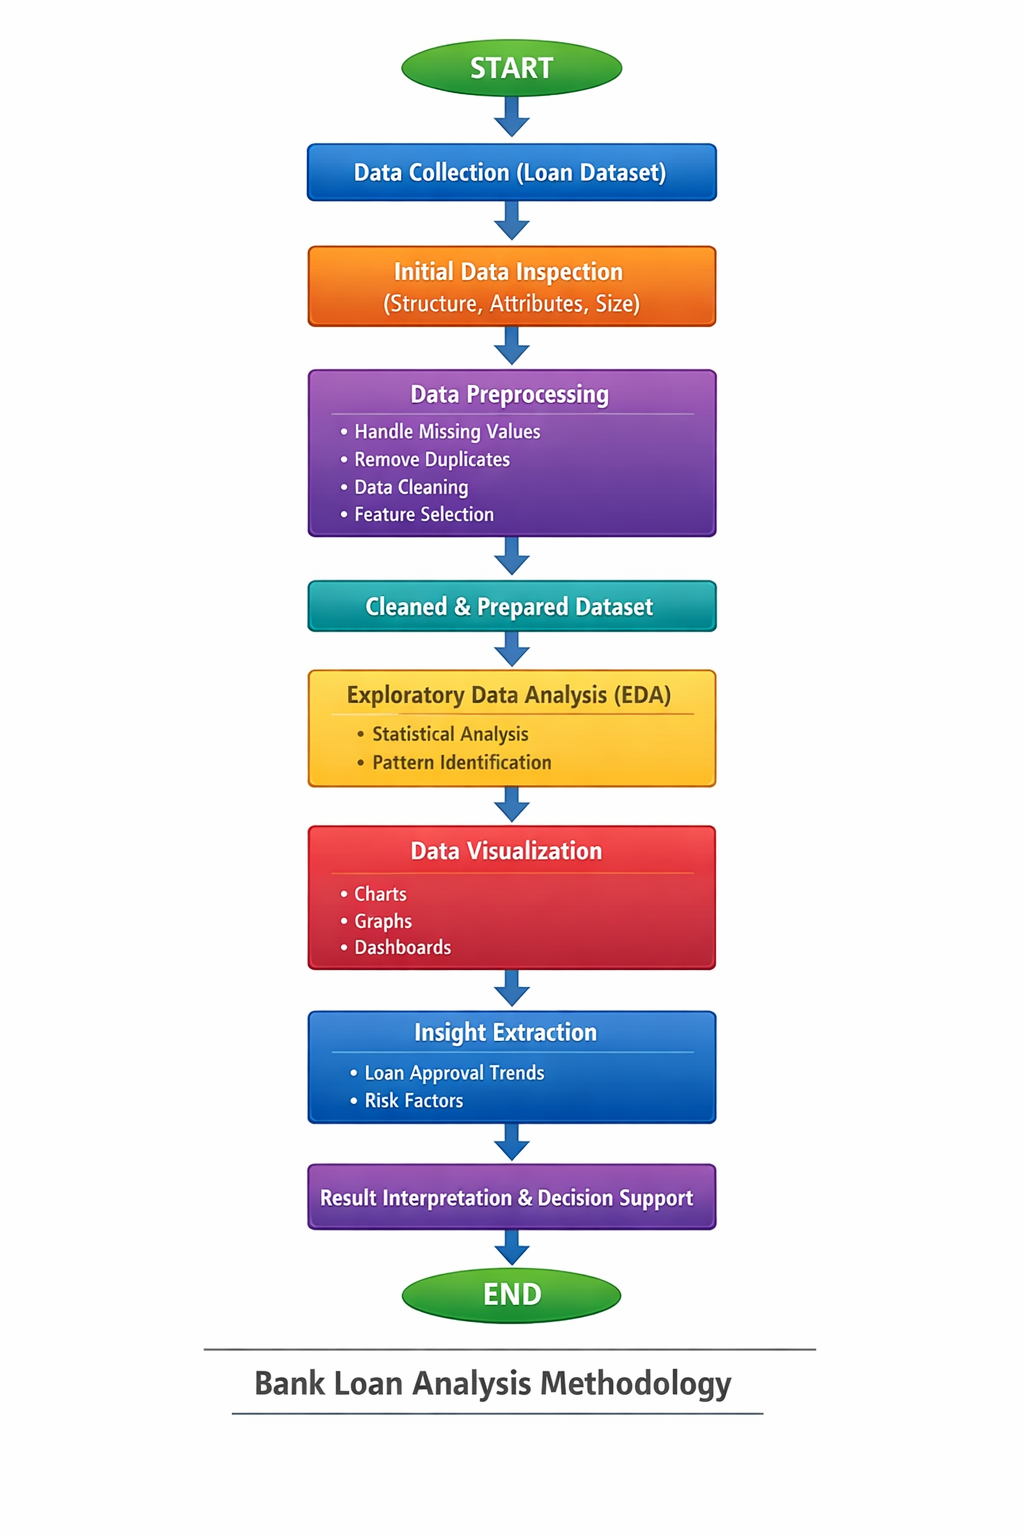 START
Data Collection (Loan Dataset)
Initial Data Inspection
(Structure, Attributes, Size)
Data Preprocessing
• Handle Missing Values
• Remove Duplicates
• Data Cleaning
• Feature Selection
Cleaned & Prepared Dataset
Exploratory Data Analysis (EDA)
• Statistical Analysis
• Pattern Identification
Data Visualization
• Charts
• Graphs
• Dashboards
Insight Extraction
• Loan Approval Trends
• Risk Factors
Result Interpretation & Decision Support
END
Bank Loan Analysis Methodology